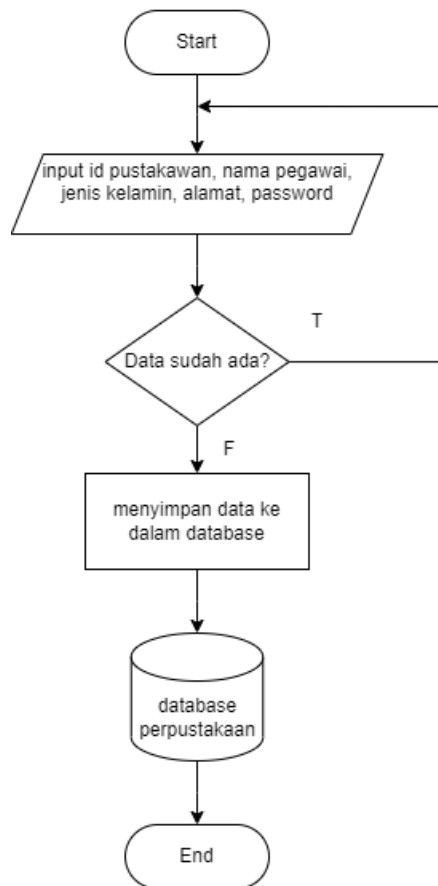 Start
input id pustakawan, nama pegawai,
jenis kelamin, alamat, password
T
Data sudah ada?
F
menyimpan data ke
dalam database
database
perpustakaan
End